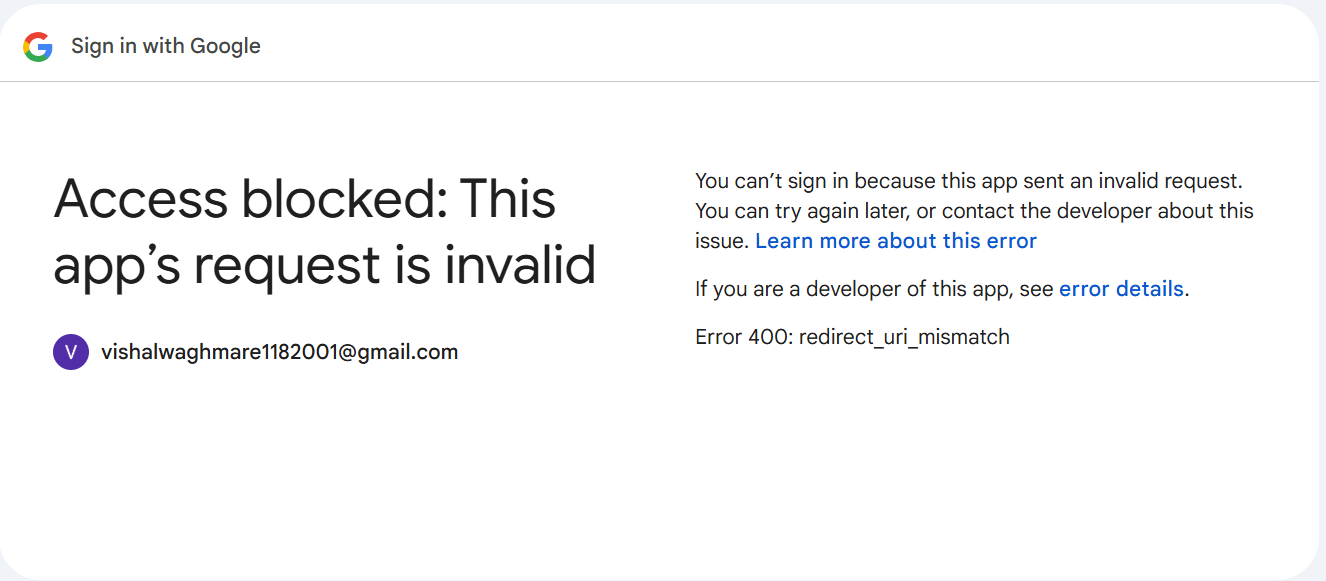 Sign in with Google
Access blocked: This
app’s request is invalid
V vishalwaghmare1182001@gmail.com
You can’t sign in because this app sent an invalid request.
You can try again later, or contact the developer about this
issue. Learn more about this error
If you are a developer of this app, see error details.
Error 400: redirect_uri_mismatch